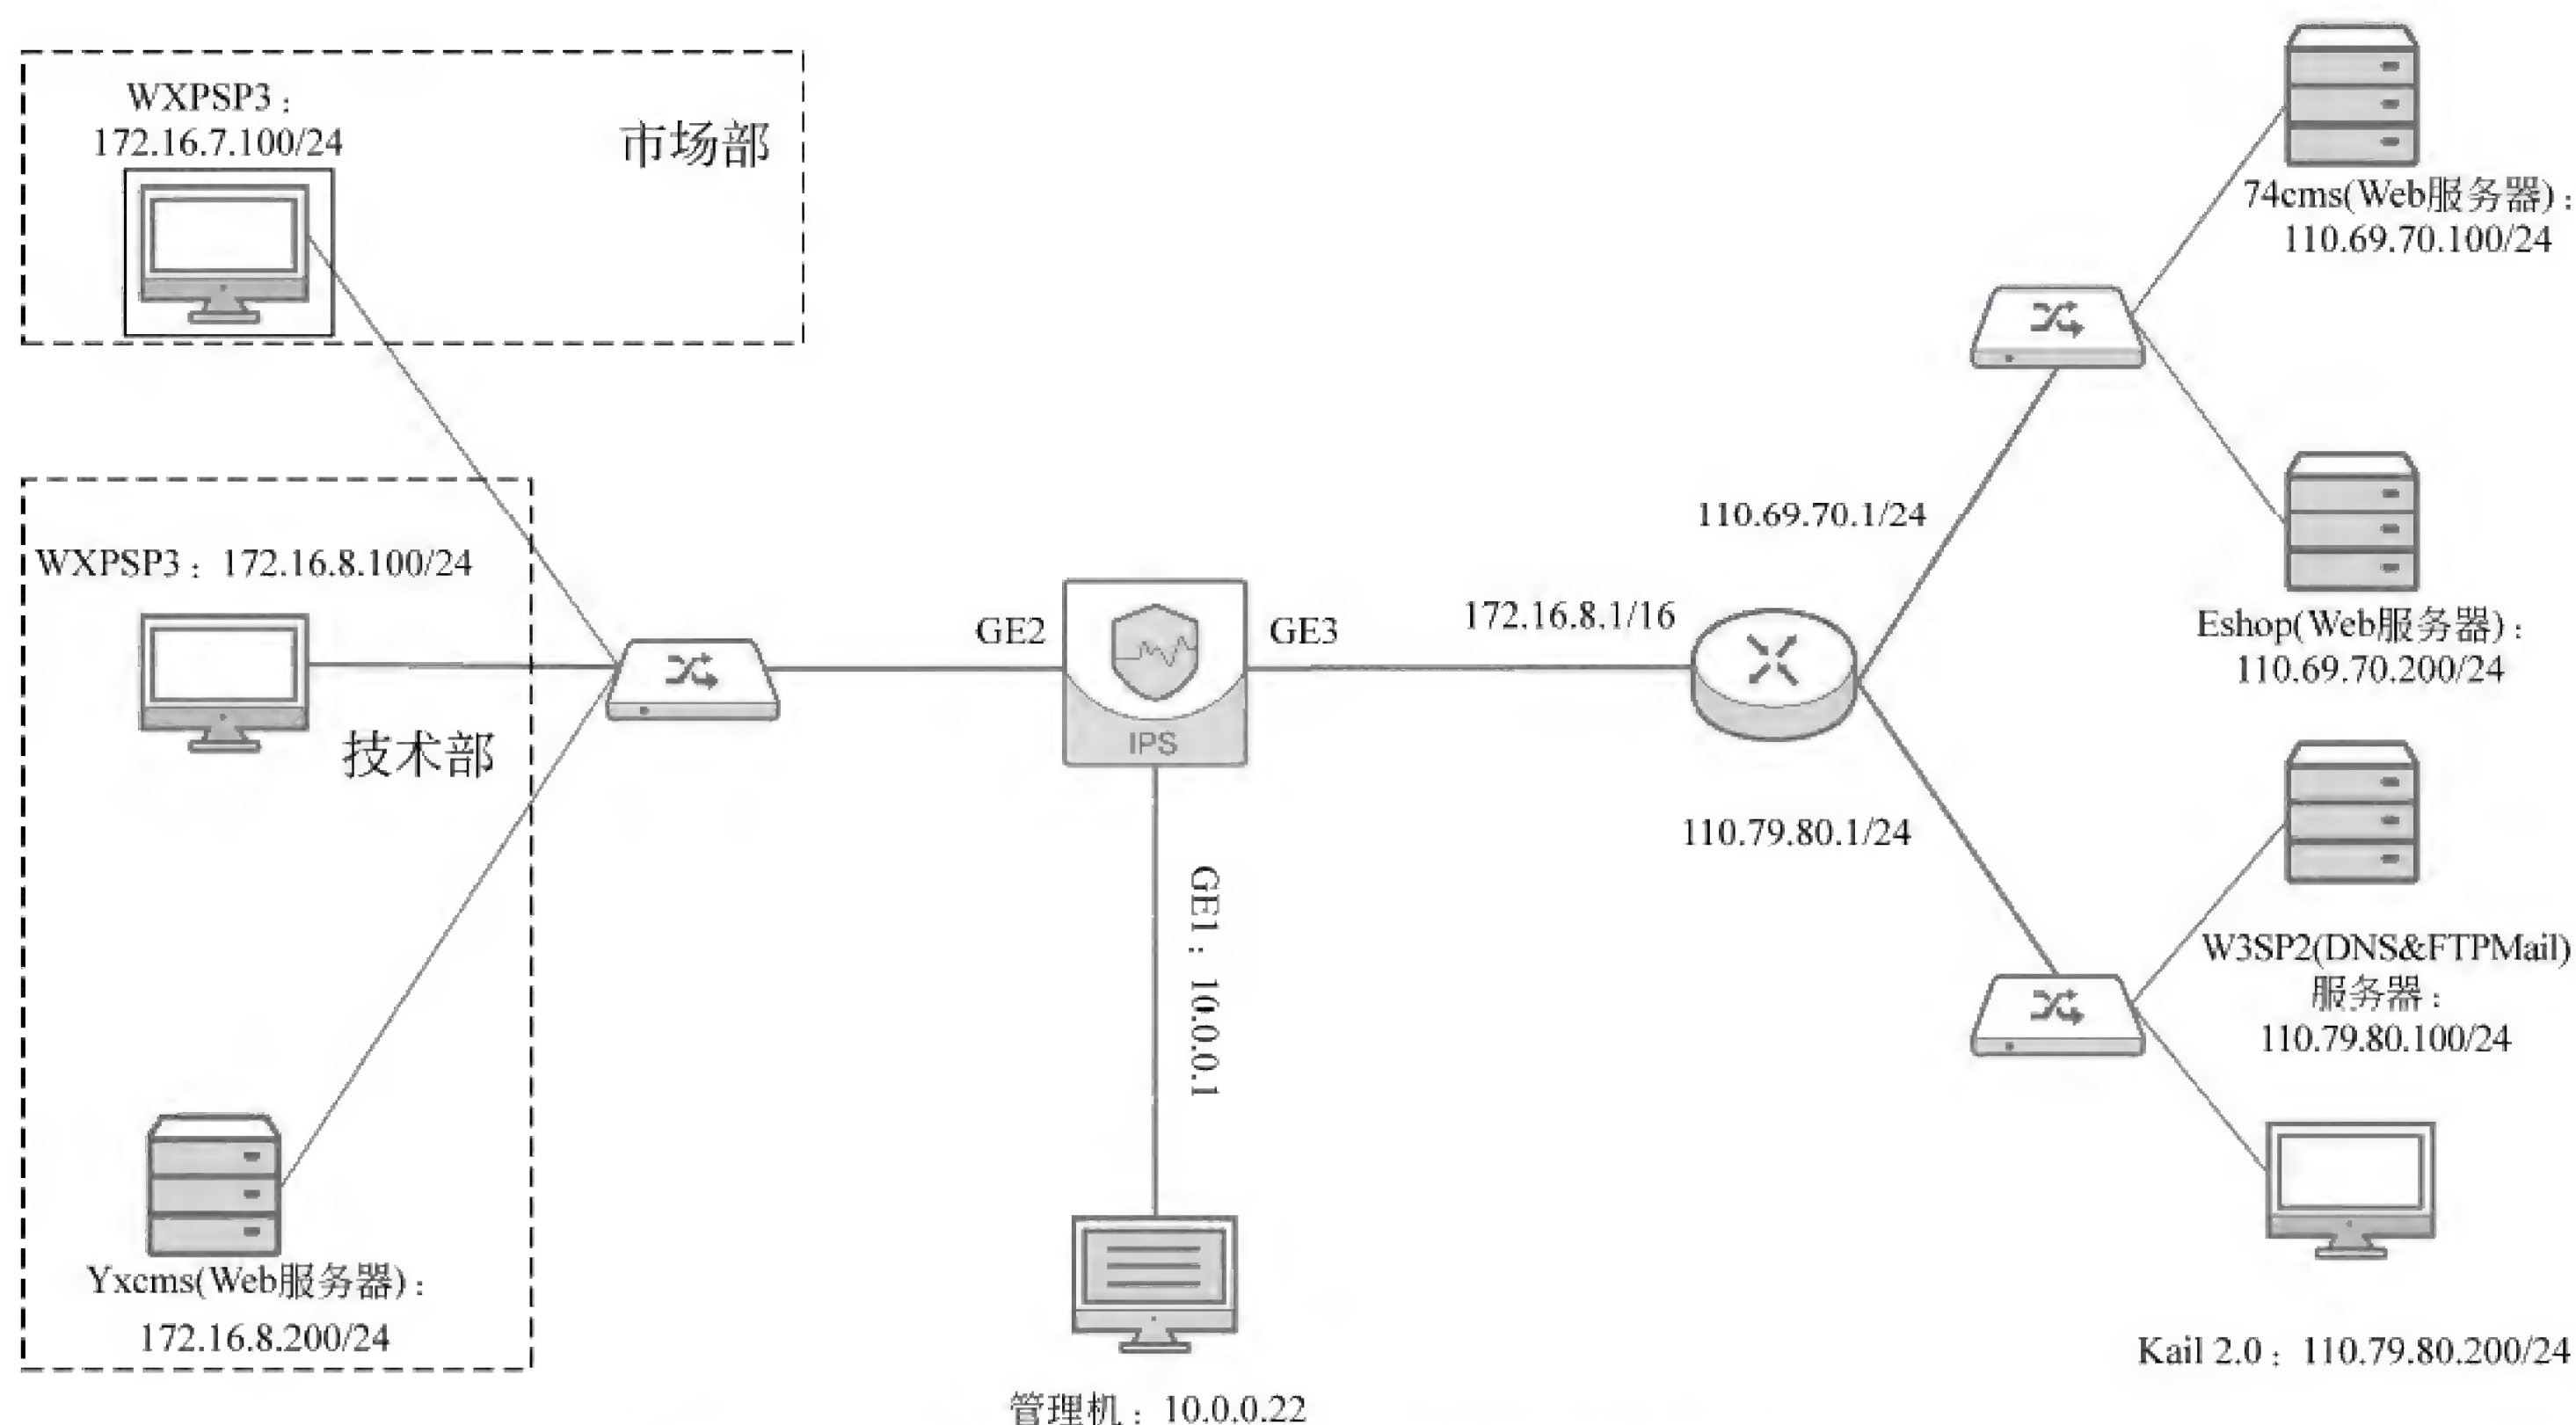 WXPSP3：
172.16.7.100/24
市场部
WXPSP3：172.16.8.100/24
技术部
Yxcms(Web服务器)：
172.16.8.200/24
GE2
IPS
GE3
GE1：10.0.0.1
管理机：10.0.0.22
172.16.8.1/16
110.69.70.1/24
110.79.80.1/24
74cms(Web服务器)：
110.69.70.100/24
Eshop(Web服务器)：
110.69.70.200/24
W3SP2(DNS&FTPMail)
服务器：
110.79.80.100/24
Kail 2.0：110.79.80.200/24